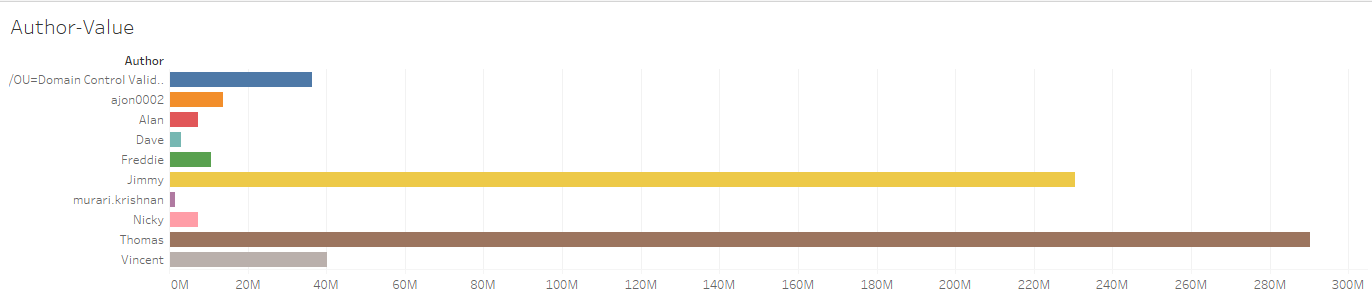 Author-Value
Author
/OU=Domain Control Valid..
ajon0002
Alan
Dave
Freddie
Jimmy
murari.krishnan
Nicky
Thomas
Vincent
0M 20M 40M 60M 80M 100M 120M 140M 160M 180M 200M 220M 240M 260M 280M 300M